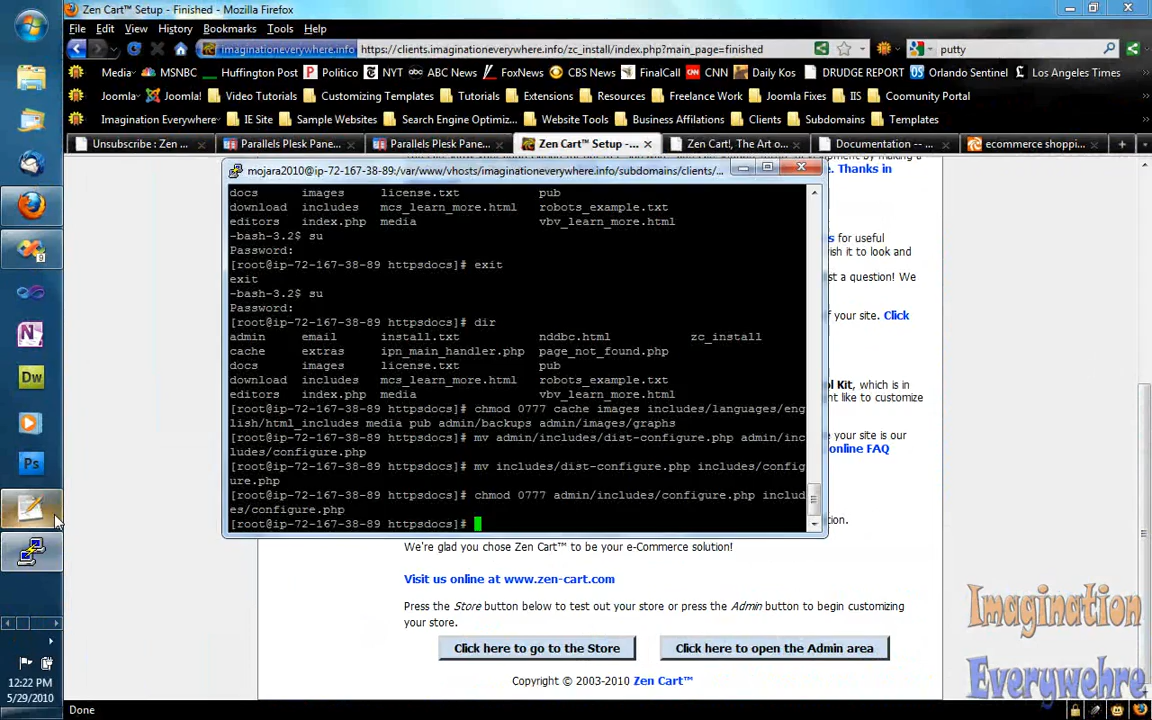 Zen Cart™ Setup - Finished - Mozilla Firefox
File Edit View History Bookmarks Tools Help
imaginationeverywhere.info https://clients.imaginationeverywhere.info/zc_install/index.php?main_page=finished putty
Media MSNBC Huffington Post Politico NYT ABC News FoxNews CBS News FinalCall CNN Daily Kos DRUDGE REPORT Orlando Sentinel Los Angeles Times
Joomla Joomla! Video Tutorials Customizing Templates Tutorials Extensions Resources Freelance Work Joomla Fixes IIS Coomunity Portal
Imagination Everywhere IE Site Sample Websites Search Engine Optimiz... Website Tools Business Affiliations Clients Subdomains Templates
Unsubscribe : Zen ... Parallels Plesk Pane... Parallels Plesk Pane... Zen Cart™ Setup -... Zen Cart!, The Art o... Documentation -- ... ecommerce shoppi...
mojara2010@ip-72-167-38-89:/var/www/vhosts/imaginationeverywhere.info/subdomains/clients/...
docs images license.txt pub
download includes mcs_learn_more.html robots_example.txt
editors index.php media vbv_learn_more.html
-bash-3.2$ su
Password:
[root@ip-72-167-38-89 httpsdocs]# exit
exit
-bash-3.2$ su
Password:
[root@ip-72-167-38-89 httpsdocs]# dir
admin email install.txt nddbc.html zc_install
cache extras ipn_main_handler.php page_not_found.php
docs images license.txt pub
download includes mcs_learn_more.html robots_example.txt
editors index.php media vbv_learn_more.html
[root@ip-72-167-38-89 httpsdocs]# chmod 0777 cache images includes/languages/eng
lish/html_includes media pub admin/backups admin/images/graphs
[root@ip-72-167-38-89 httpsdocs]# mv admin/includes/dist-configure.php admin/inc
ludes/configure.php
[root@ip-72-167-38-89 httpsdocs]# mv includes/dist-configure.php includes/config
ure.php
[root@ip-72-167-38-89 httpsdocs]# chmod 0777 admin/includes/configure.php includ
es/configure.php
[root@ip-72-167-38-89 httpsdocs]#
a. Thanks in
s for useful
ish it to look and
st a question! We
f your site. Click
l Kit, which is in
ht like to customize
e your site is our
online FAQ
ion.
We're glad you chose Zen Cart™ to be your e-Commerce solution!
Visit us online at www.zen-cart.com
Press the Store button below to test out your store or press the Admin button to begin customizing
your store.
Click here to go to the Store Click here to open the Admin area
Copyright © 2003-2010 Zen Cart™
Done
Dw
Ps
12:22 PM
5/29/2010
Imagination
Everywehre